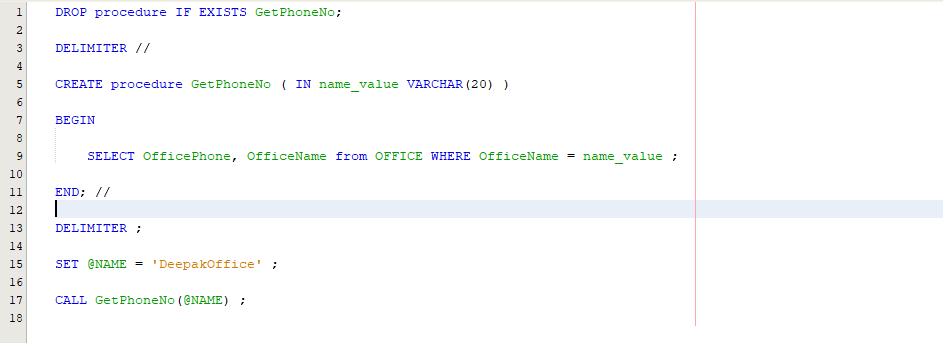 1 DROP procedure IF EXISTS GetPhoneNo;
2
3 DELIMITER //
4
5 CREATE procedure GetPhoneNo ( IN name_value VARCHAR(20) )
6
7 BEGIN
8
9 SELECT OfficePhone, OfficeName from OFFICE WHERE OfficeName = name_value ;
10
11 END; //
12
13 DELIMITER ;
14
15 SET @NAME = 'DeepakOffice' ;
16
17 CALL GetPhoneNo(@NAME) ;
18